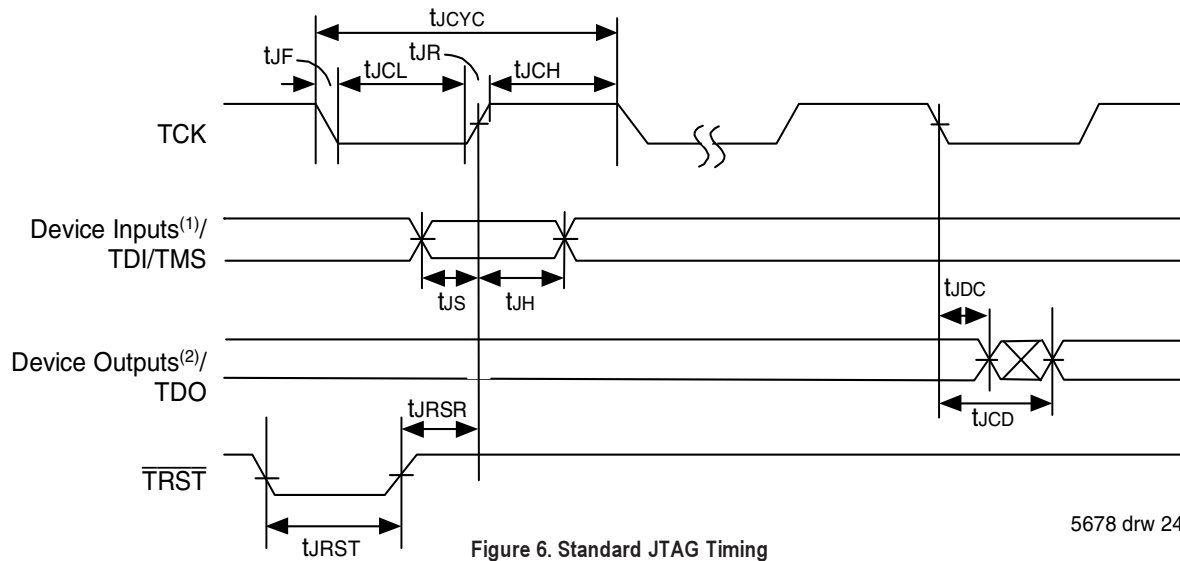 tJCYC
tJF
tJR
tJCL
tJCH
TCK
Device Inputs(1)/
TDI/TMS
tJS
tJH
tJDC
Device Outputs(2)/
TDO
tJRSR
tJCD
TRST
tJRST
5678 drw 24
Figure 6. Standard JTAG Timing